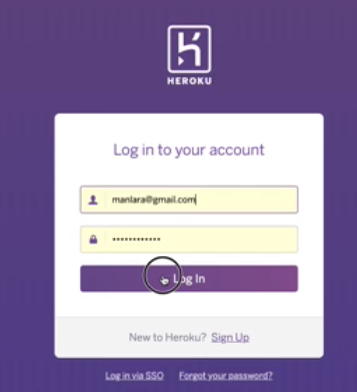 HEROKU
Log in to your account
manlara@gmail.com
••••••••••••
Log In
New to Heroku? Sign Up
Log in via SSO Forgot your password?